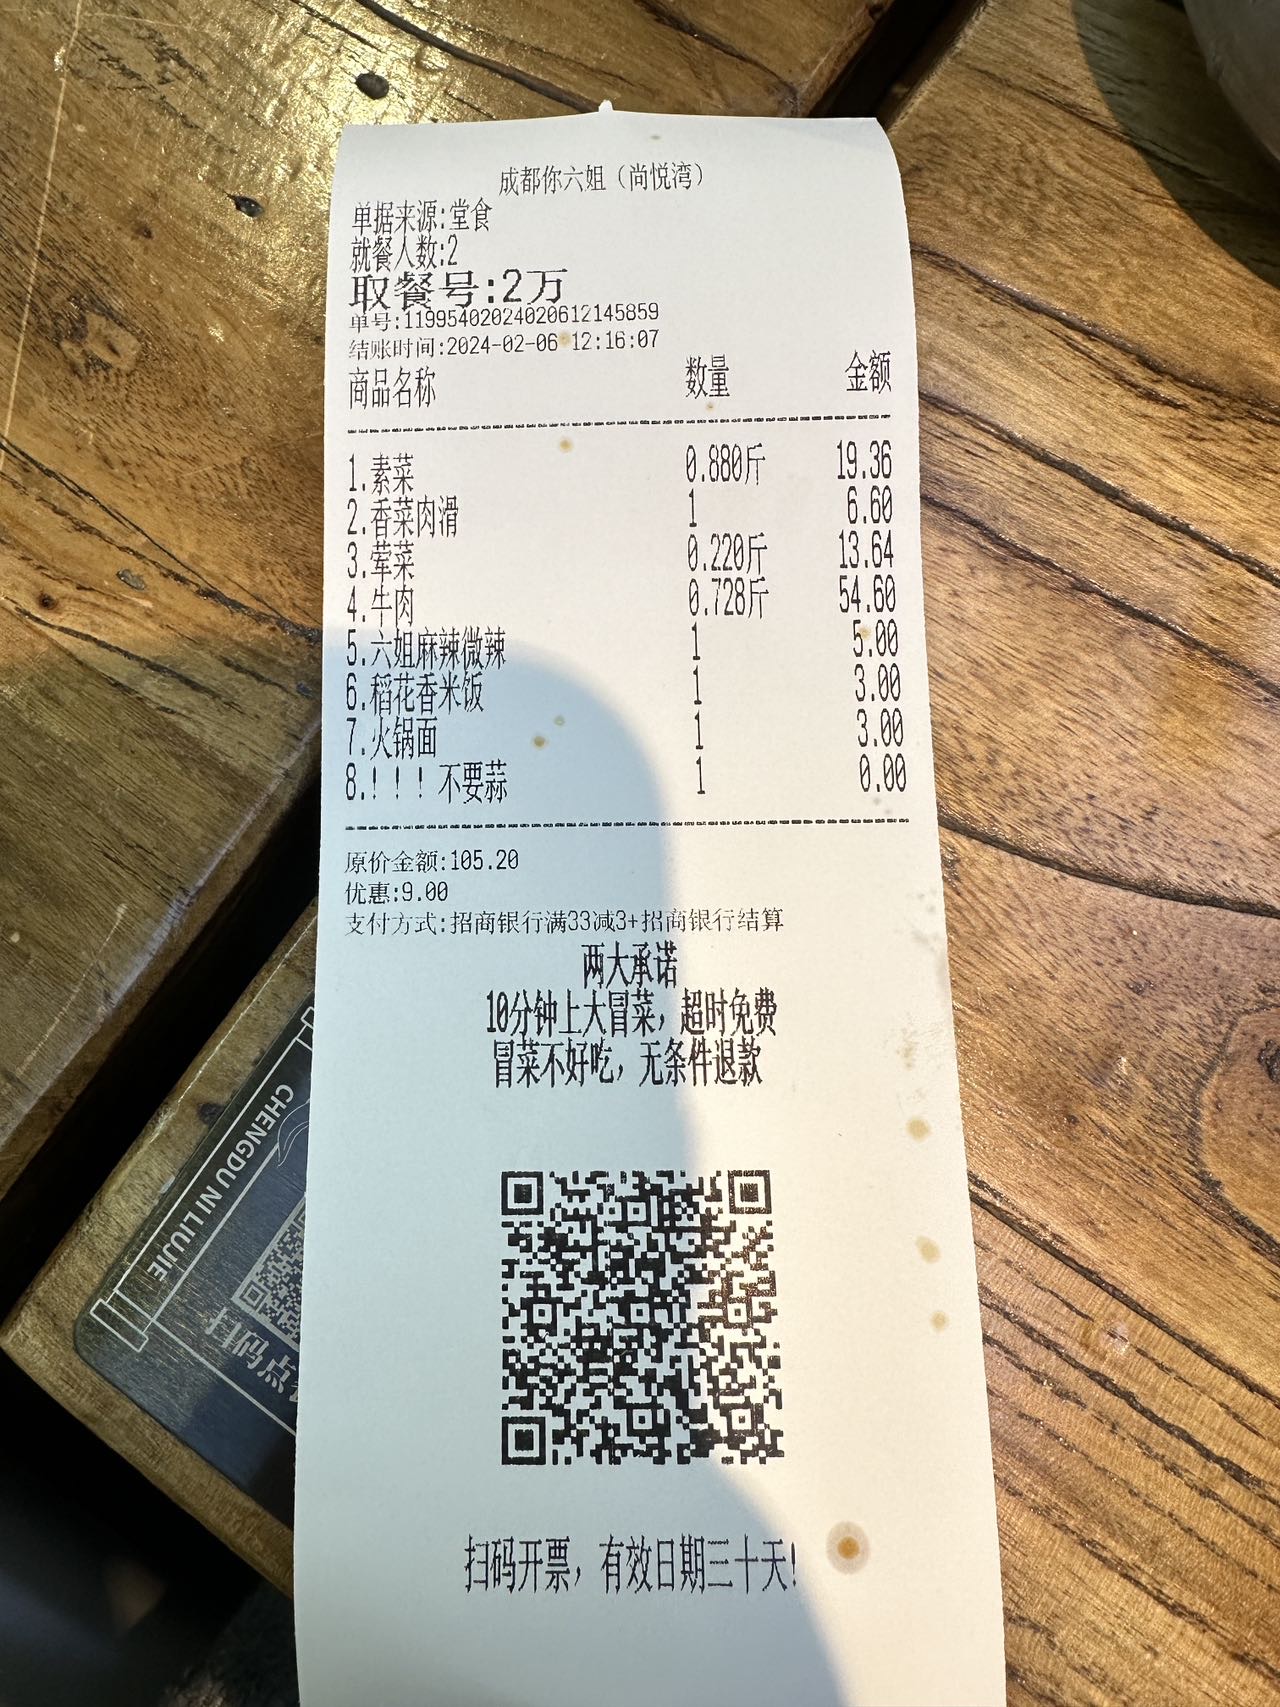 成都你六姐（尚悦湾）
单据来源:堂食
就餐人数:2
取餐号:2万
单号:11995402024020612145859
结账时间:2024-02-06 12:16:07
商品名称 数量 金额
1.素菜 0.880斤 19.36
2.香菜肉滑 1 6.60
3.荤菜 0.220斤 13.64
4.牛肉 0.728斤 54.60
5.六姐麻辣微辣 1 5.00
6.稻花香米饭 1 3.00
7.火锅面 1 3.00
8.！！！不要蒜 1 0.00
原价金额:105.20
优惠:9.00
支付方式:招商银行满33减3+招商银行结算
两大承诺
10分钟上大冒菜，超时免费
冒菜不好吃，无条件退款
扫码开票，有效日期三十天!
CHENGDU NI LIUJIE
扫码点